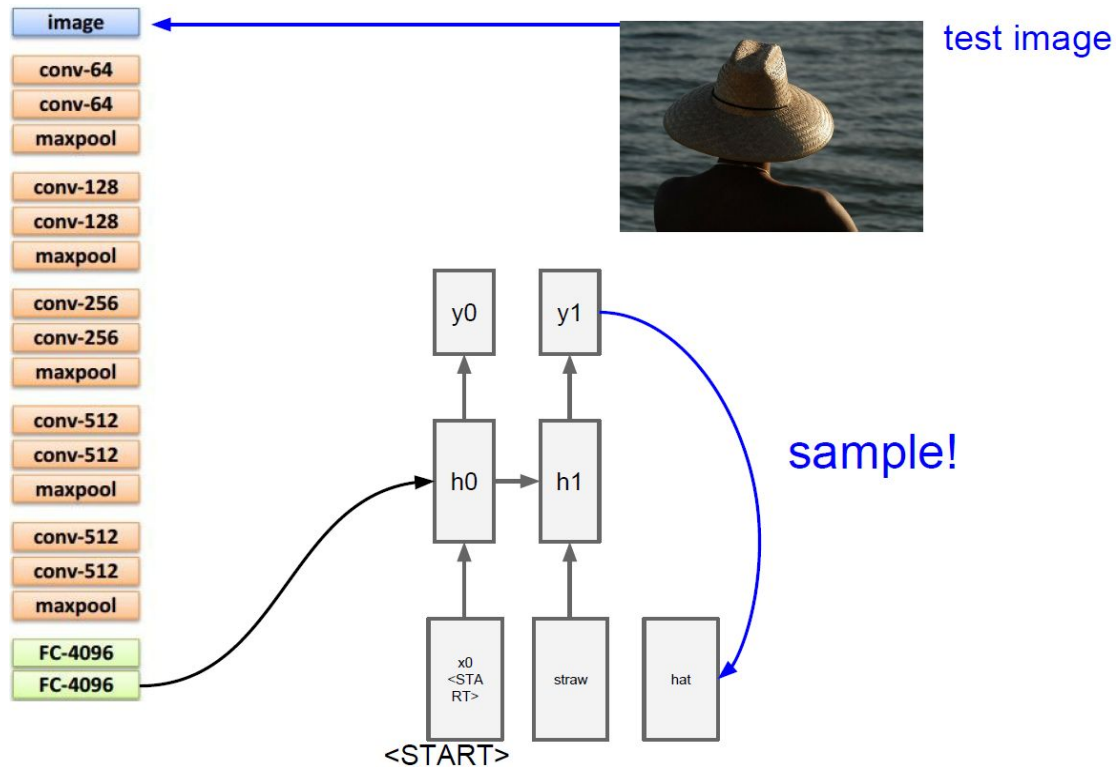 image
test image
conv-64
conv-64
maxpool
conv-128
conv-128
maxpool
conv-256
conv-256
maxpool
conv-512
conv-512
maxpool
conv-512
conv-512
maxpool
FC-4096
FC-4096
y0
y1
sample!
h0
h1
x0
<STA
RT>
straw
hat
<START>